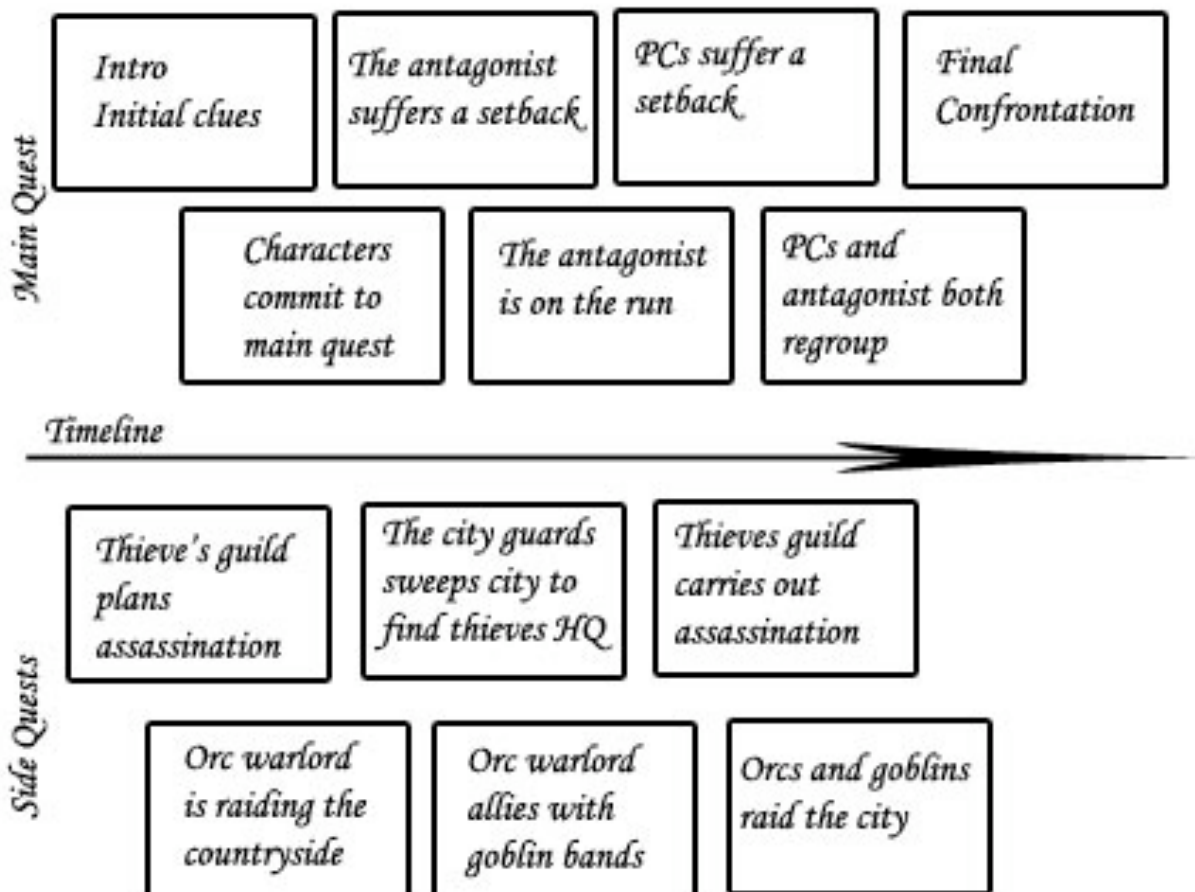 Main Quest
Intro
Initial clues
The antagonist
suffers a setback
PCs suffer a
setback
Final
Confrontation
Characters
commit to
main quest
The antagonist
is on the run
PCs and
antagonist both
regroup
Timeline
Side Quests
Thieve's guild
plans
assassination
The city guards
sweeps city to
find thieves HQ
Thieves guild
carries out
assassination
Orc warlord
is raiding the
countryside
Orc warlord
allies with
goblin bands
Orcs and goblins
raid the city